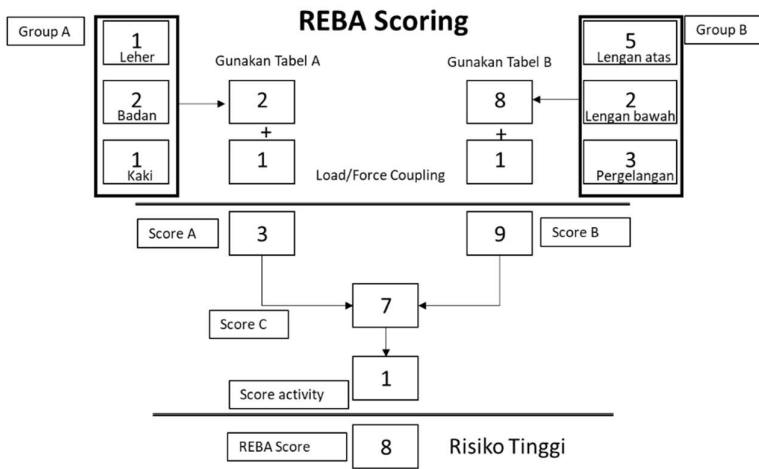 REBA Scoring
Group A
Group B
1
Leher
2
Badan
1
Kaki
Gunakan Tabel A
2
+
1
Load/Force Coupling
Gunakan Tabel B
8
+
1
5
Lengan atas
2
Lengan bawah
3
Pergelangan
Score A
3
9
Score B
7
Score C
1
Score activity
REBA Score
8
Risiko Tinggi